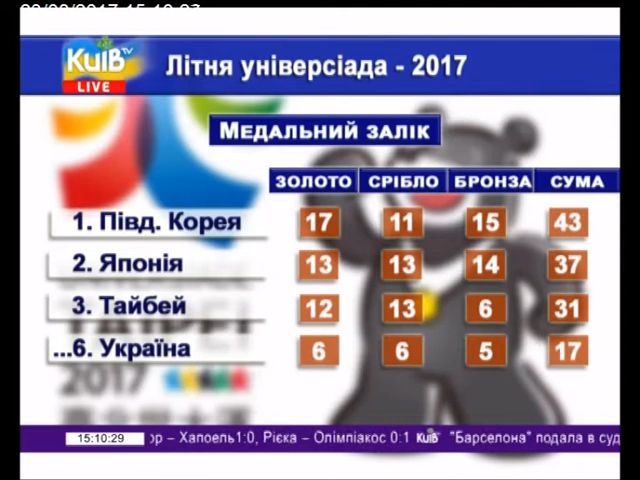 КиїВ TV
LIVE
Літня універсіада - 2017
МЕДАЛЬНИЙ ЗАЛІК
ЗОЛОТО СРІБЛО БРОНЗА СУМА
1. Півд. Корея 17 11 15 43
2. Японія 13 13 14 37
3. Тайбей 12 13 6 31
...6. Україна 6 6 5 17
2017
15:10:29 ор – Хапоель1:0, Рієка – Олімпіакос 0:1 КиїВ "Барселона" подала в суд